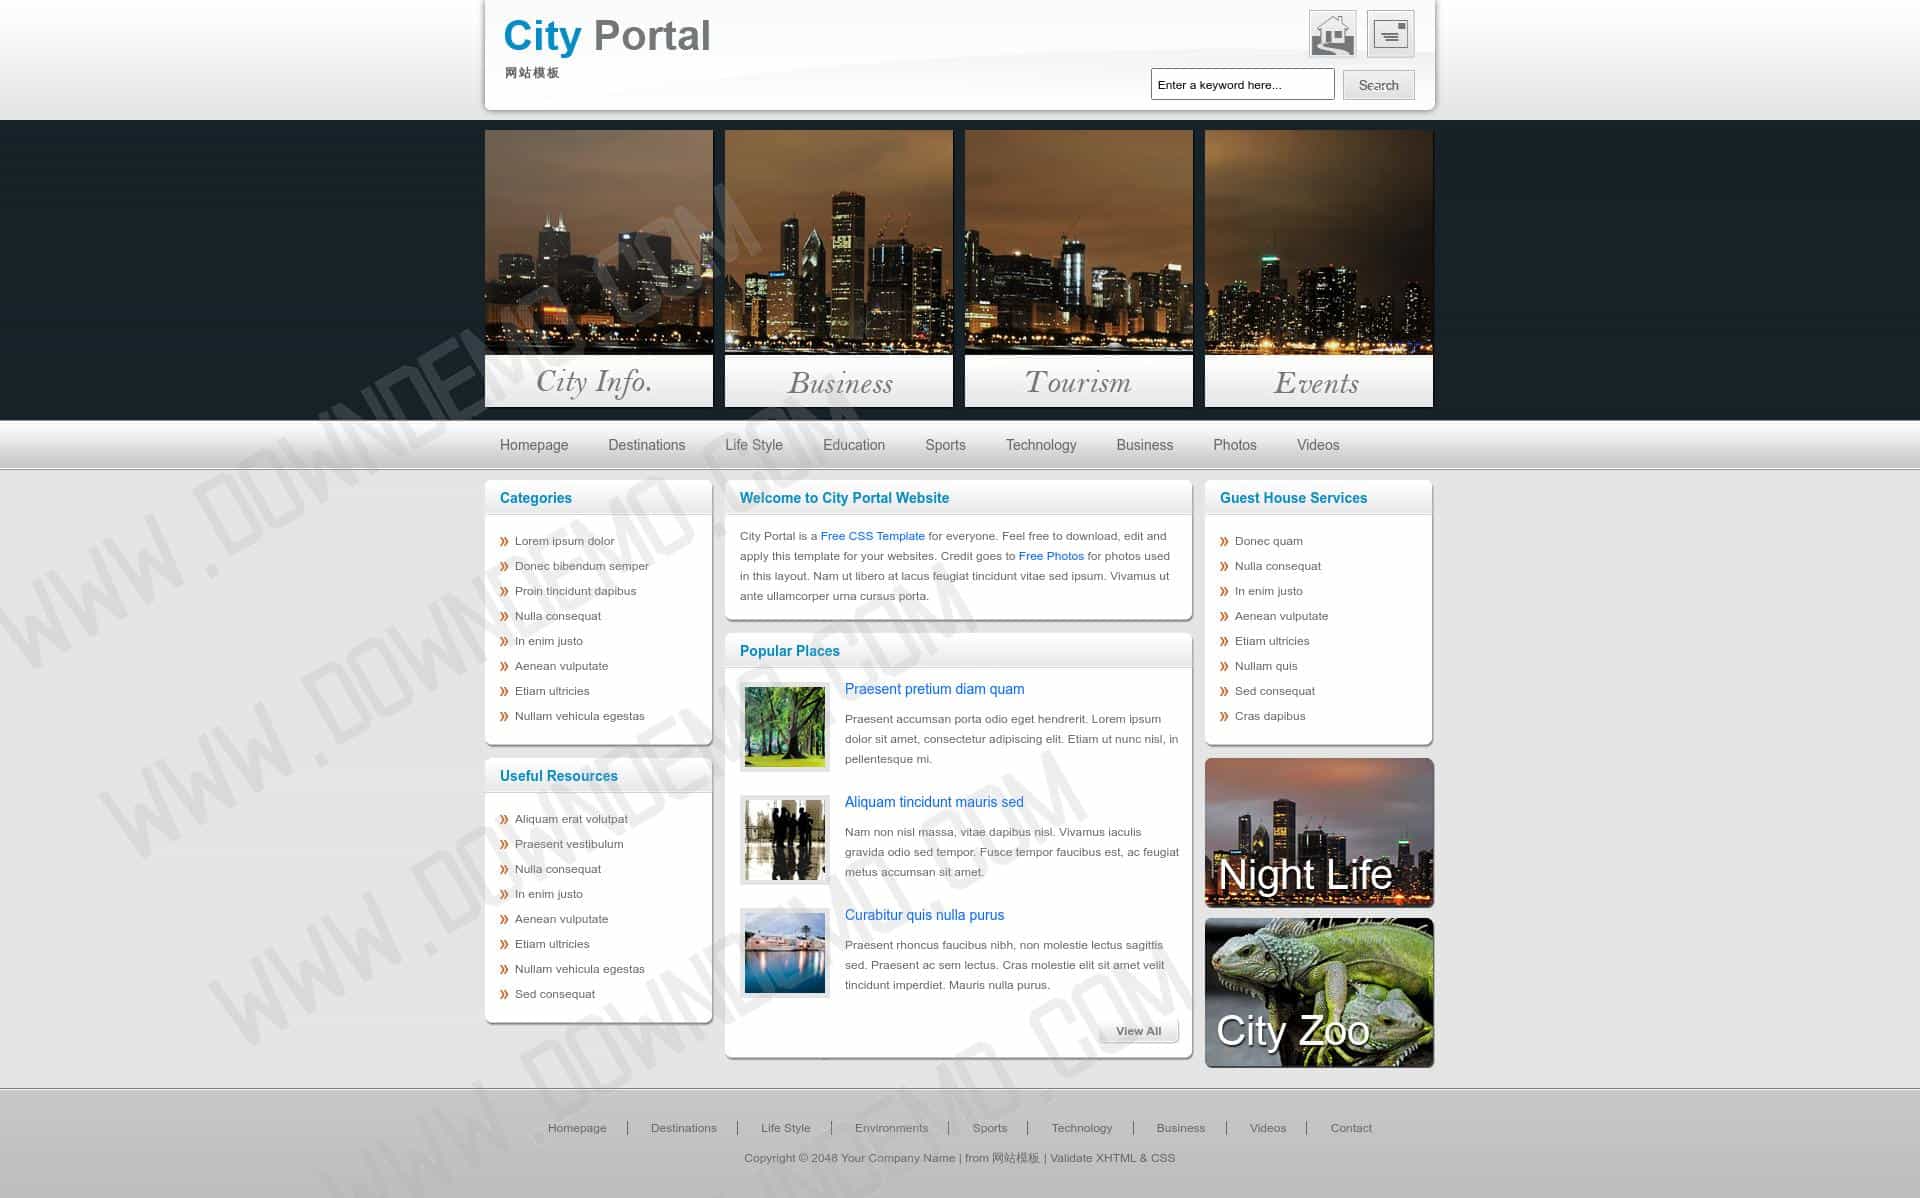 City Portal
网站模板
Enter a keyword here...
Search
City Info.
Business
Tourism
Events
Homepage
Destinations
Life Style
Education
Sports
Technology
Business
Photos
Videos
Categories
Lorem ipsum dolor
Donec bibendum semper
Proin tincidunt dapibus
Nulla consequat
In enim justo
Aenean vulputate
Etiam ultricies
Nullam vehicula egestas
Useful Resources
Aliquam erat volutpat
Praesent vestibulum
Nulla consequat
In enim justo
Aenean vulputate
Etiam ultricies
Nullam vehicula egestas
Sed consequat
Welcome to City Portal Website
City Portal is a Free CSS Template for everyone. Feel free to download, edit and
apply this template for your websites. Credit goes to Free Photos for photos used
in this layout. Nam ut libero at lacus feugiat tincidunt vitae sed ipsum. Vivamus ut
ante ullamcorper urna cursus porta.
Popular Places
Praesent pretium diam quam
Praesent accumsan porta odio eget hendrerit. Lorem ipsum
dolor sit amet, consectetur adipiscing elit. Etiam ut nunc nisl, in
pellentesque mi.
Aliquam tincidunt mauris sed
Nam non nisl massa, vitae dapibus nisl. Vivamus iaculis
gravida odio sed tempor. Fusce tempor faucibus est, ac feugiat
metus accumsan sit amet.
Curabitur quis nulla purus
Praesent rhoncus faucibus nibh, non molestie lectus sagittis
sed. Praesent ac sem lectus. Cras molestie elit sit amet velit
tincidunt imperdiet. Mauris nulla purus.
View All
Guest House Services
Donec quam
Nulla consequat
In enim justo
Aenean vulputate
Etiam ultricies
Nullam quis
Sed consequat
Cras dapibus
Night Life
City Zoo
Homepage
Destinations
Life Style
Environments
Sports
Technology
Business
Videos
Contact
Copyright © 2048 Your Company Name | from 网站模板 | Validate XHTML & CSS
WWW.DOWNDEMO.COM
WWW.DOWNDEMO.COM
WWW.DOWNDEMO.COM
WWW.DOWNDEMO.COM
WWW.DOWNDEMO.COM